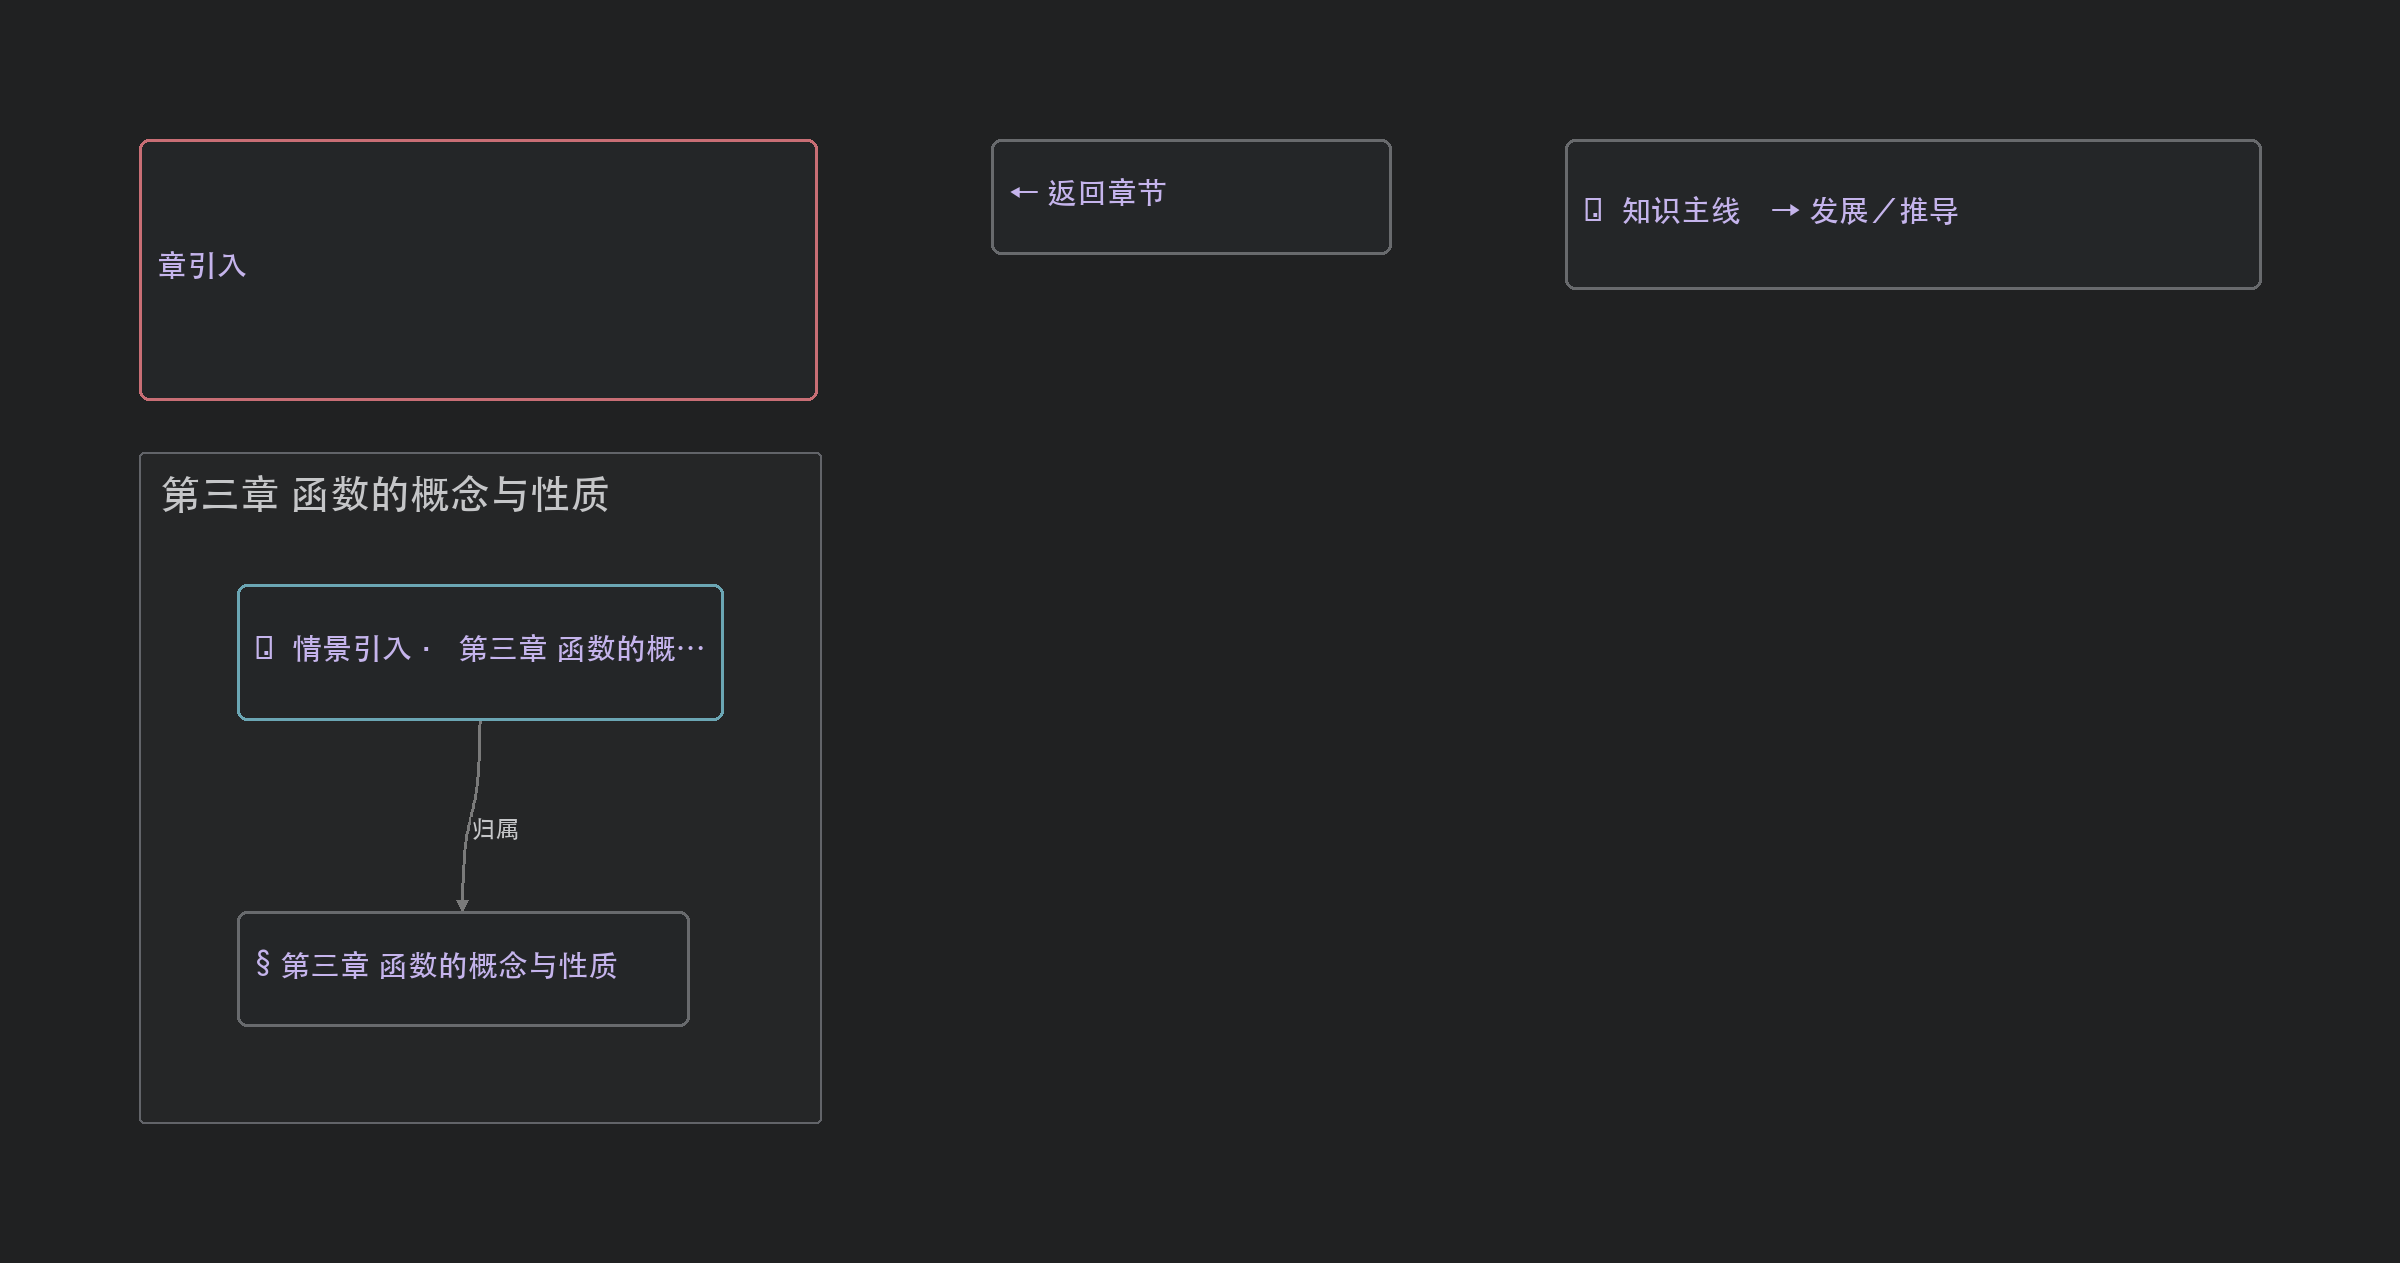 章引入
← 返回章节
知识主线 → 发展／推导
第三章 函数的概念与性质
情景引入 · 第三章 函数的概…
归属
§ 第三章 函数的概念与性质